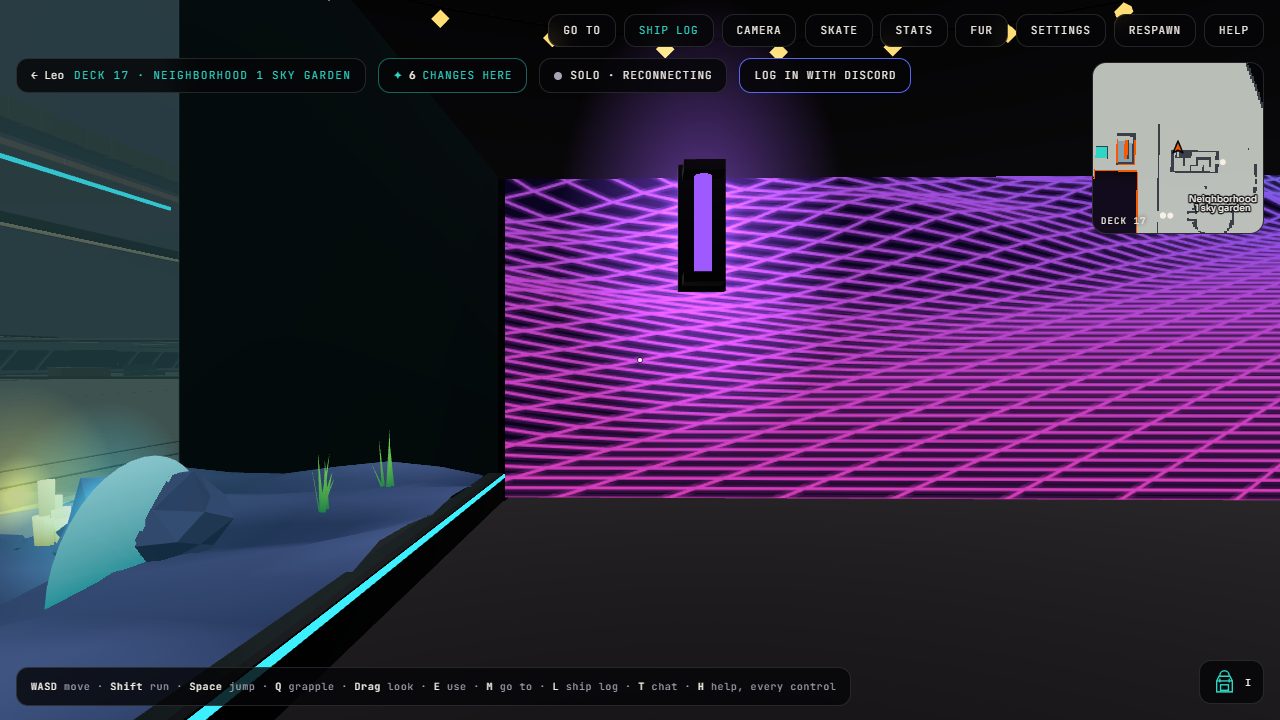 GO TO
SHIP LOG
CAMERA
SKATE
STATS
FUR
SETTINGS
RESPAWN
HELP
← Leo DECK 17 · NEIGHBORHOOD 1 SKY GARDEN
✦ 6 CHANGES HERE
SOLO · RECONNECTING
LOG IN WITH DISCORD
Neighborhood
1 sky garden
DECK 17
WASD move · Shift run · Space jump · Q grapple · Drag look · E use · M go to · L ship log · T chat · H help, every control
I